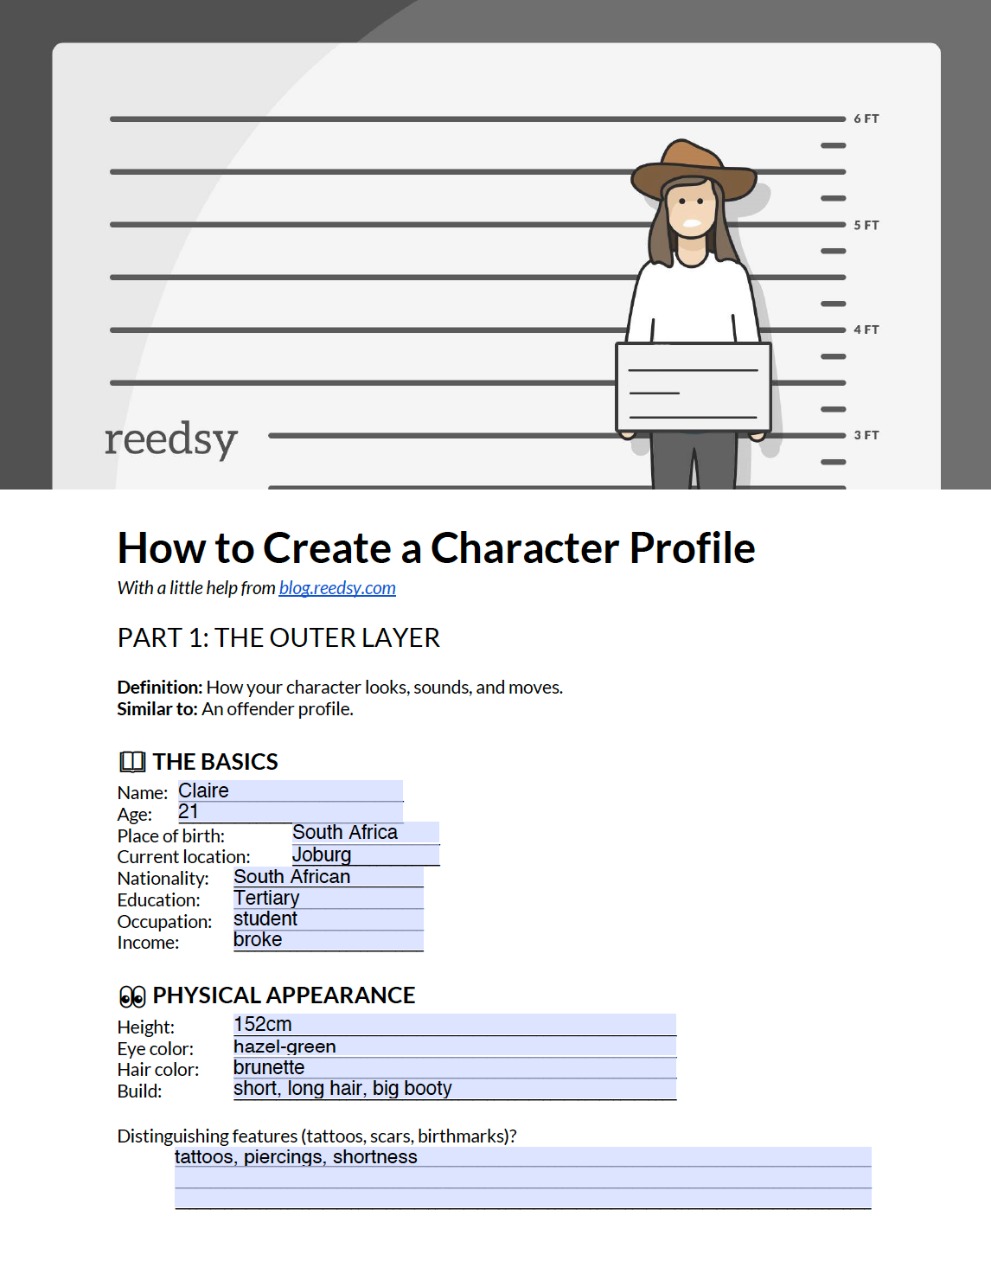 6 FT
5 FT
4 FT
reedsy
3 FT
How to Create a Character Profile
With a little help from blog.reedsy.com
PART 1: THE OUTER LAYER
Definition: How your character looks, sounds, and moves.
Similar to: An offender profile.
THE BASICS
Name: Claire
Age: 21
Place of birth: South Africa
Current location: Joburg
Nationality: South African
Education: Tertiary
Occupation: student
Income: broke
PHYSICAL APPEARANCE
Height: 152cm
Eye color: hazel-green
Hair color: brunette
Build: short, long hair, big booty
Distinguishing features (tattoos, scars, birthmarks)?
tattoos, piercings, shortness